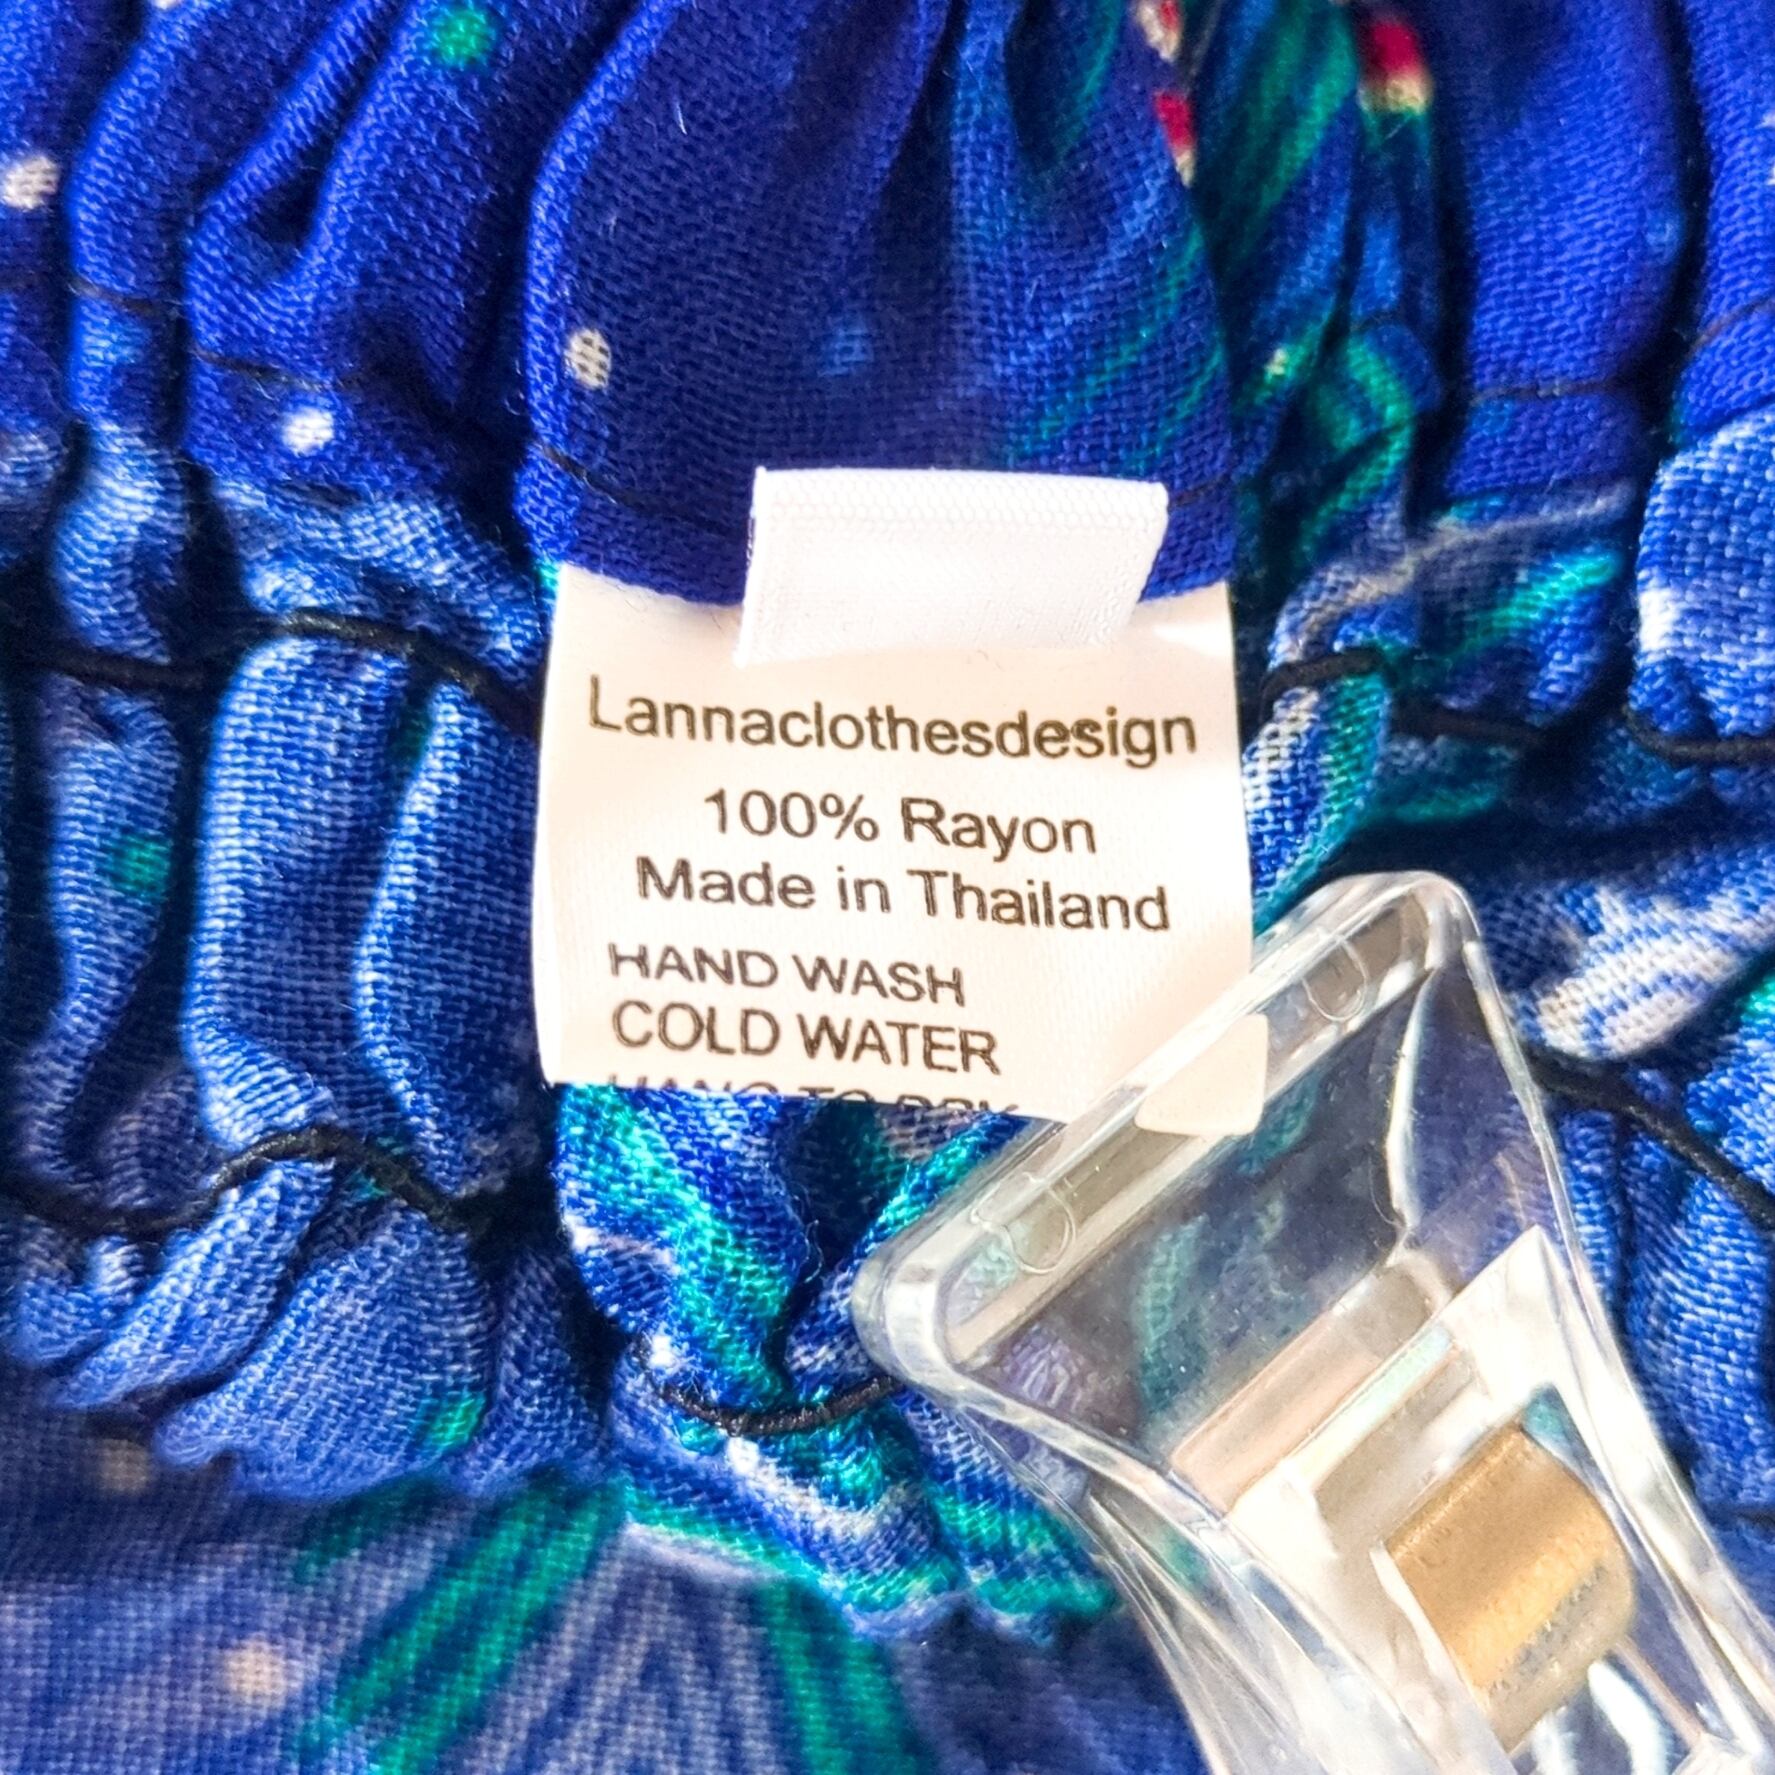 Lannaclothesdesign
100% Rayon
Made in Thailand
HAND WASH
COLD WATER